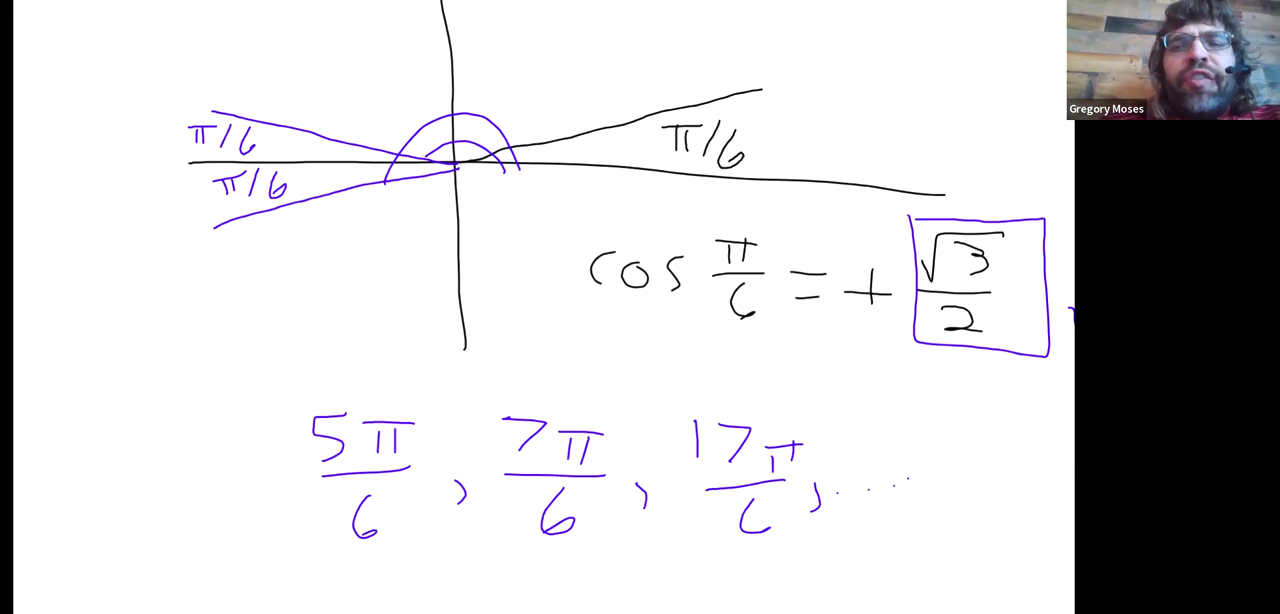 Gregory Moses
π/6
π/6
π/6
cos π/6 = + √3/2
5π/6 , 7π/6 , 17π/6 , .....